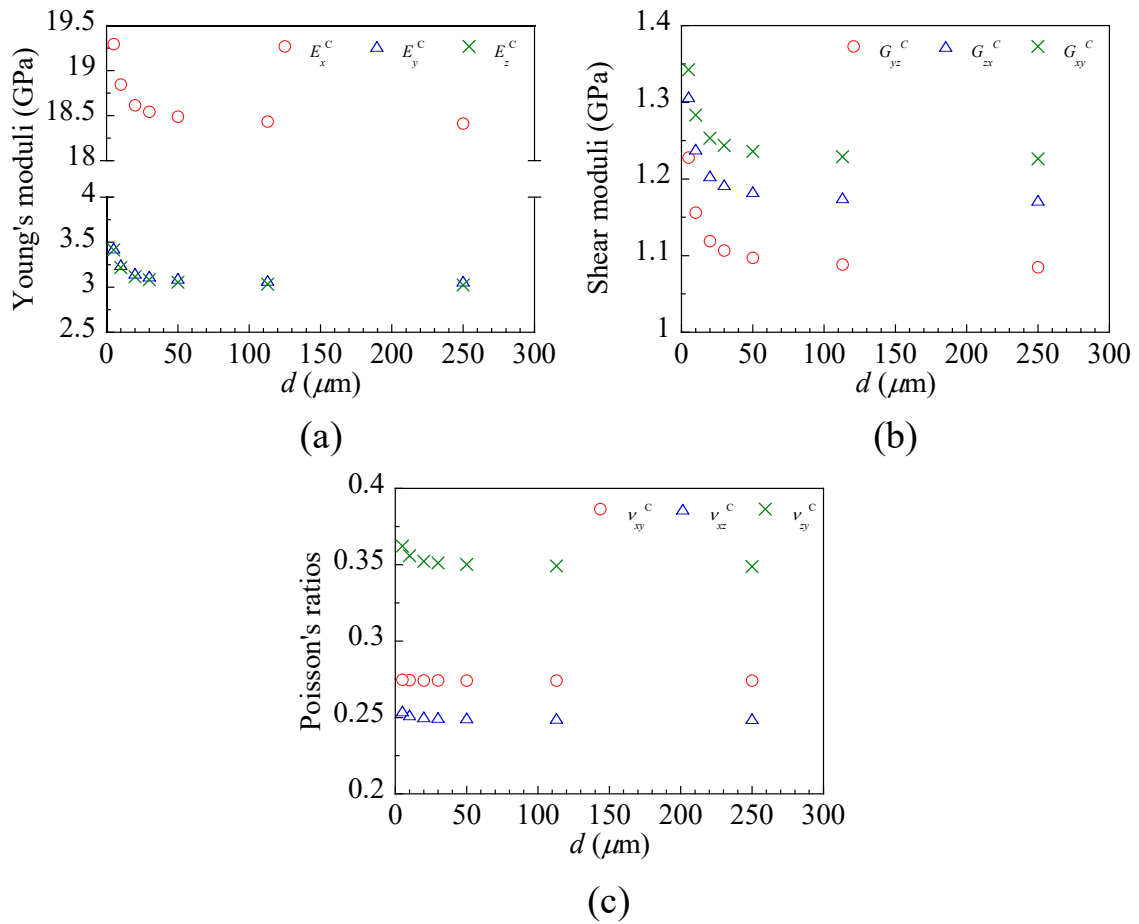 Young's moduli (GPa)
19.5
19
18.5
18
4
3.5
3
2.5
E_x^C E_y^C E_z^C
0 50 100 150 200 250 300
d (μm)
(a)
Shear moduli (GPa)
1.4
1.3
1.2
1.1
1
G_yz^C G_zx^C G_xy^C
0 50 100 150 200 250 300
d (μm)
(b)
Poisson's ratios
0.4
0.35
0.3
0.25
0.2
ν_xy^C ν_xz^C ν_zy^C
0 50 100 150 200 250 300
d (μm)
(c)